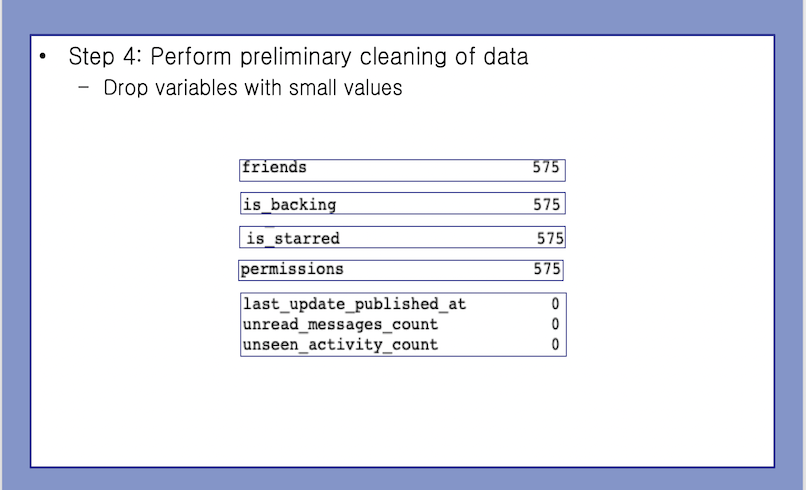 • Step 4: Perform preliminary cleaning of data
– Drop variables with small values
friends 575
is_backing 575
is_starred 575
permissions 575
last_update_published_at 0
unread_messages_count 0
unseen_activity_count 0